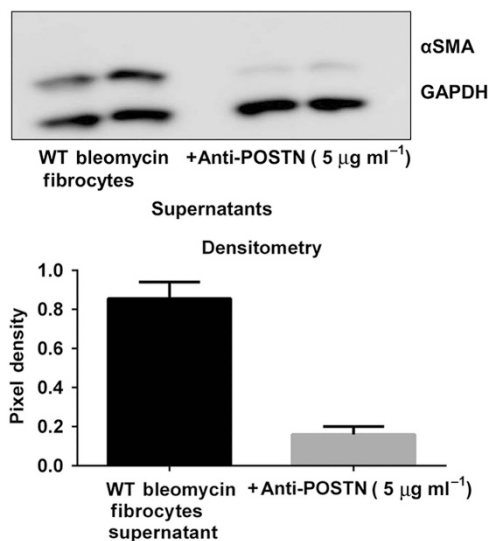 αSMA
GAPDH
WT bleomycin +Anti-POSTN ( 5 μg ml⁻¹)
fibrocytes
Supernatants
Densitometry
Pixel density
1.0
0.8
0.6
0.4
0.2
0.0
WT bleomycin +Anti-POSTN ( 5 μg ml⁻¹)
fibrocytes
supernatant